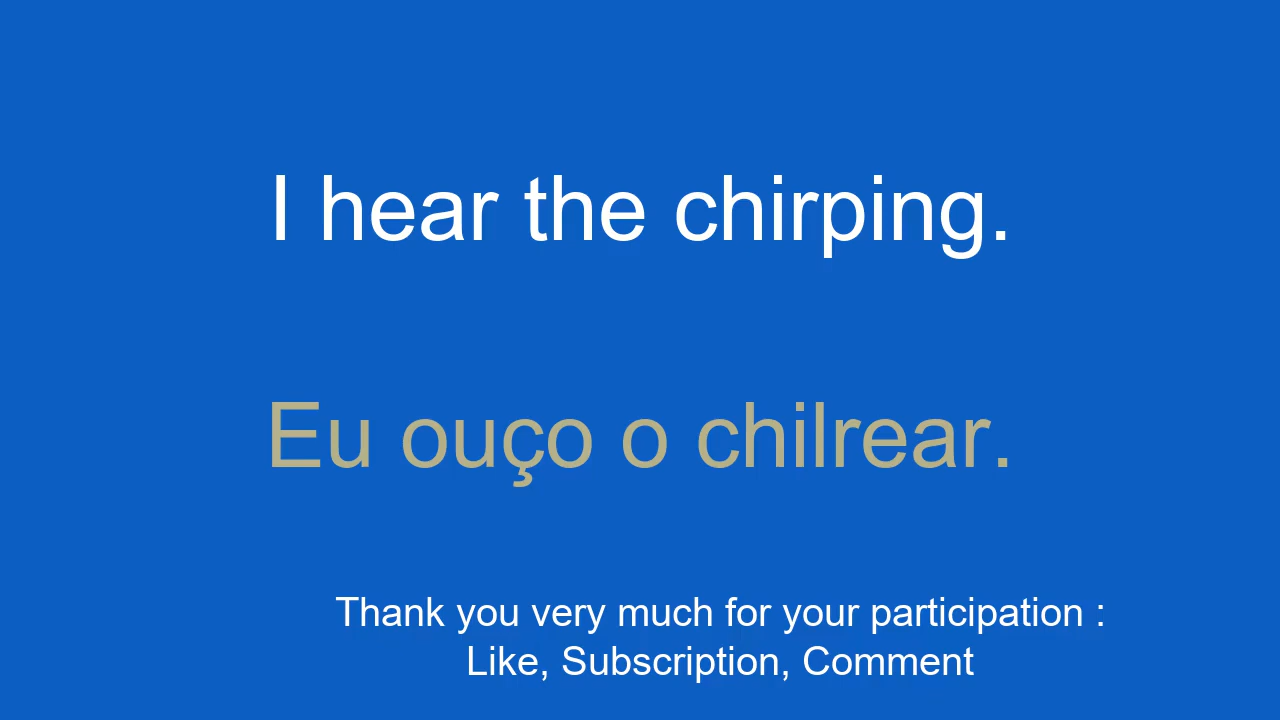 I hear the chirping.
Eu ouço o chilrear.
Thank you very much for your participation :
Like, Subscription, Comment